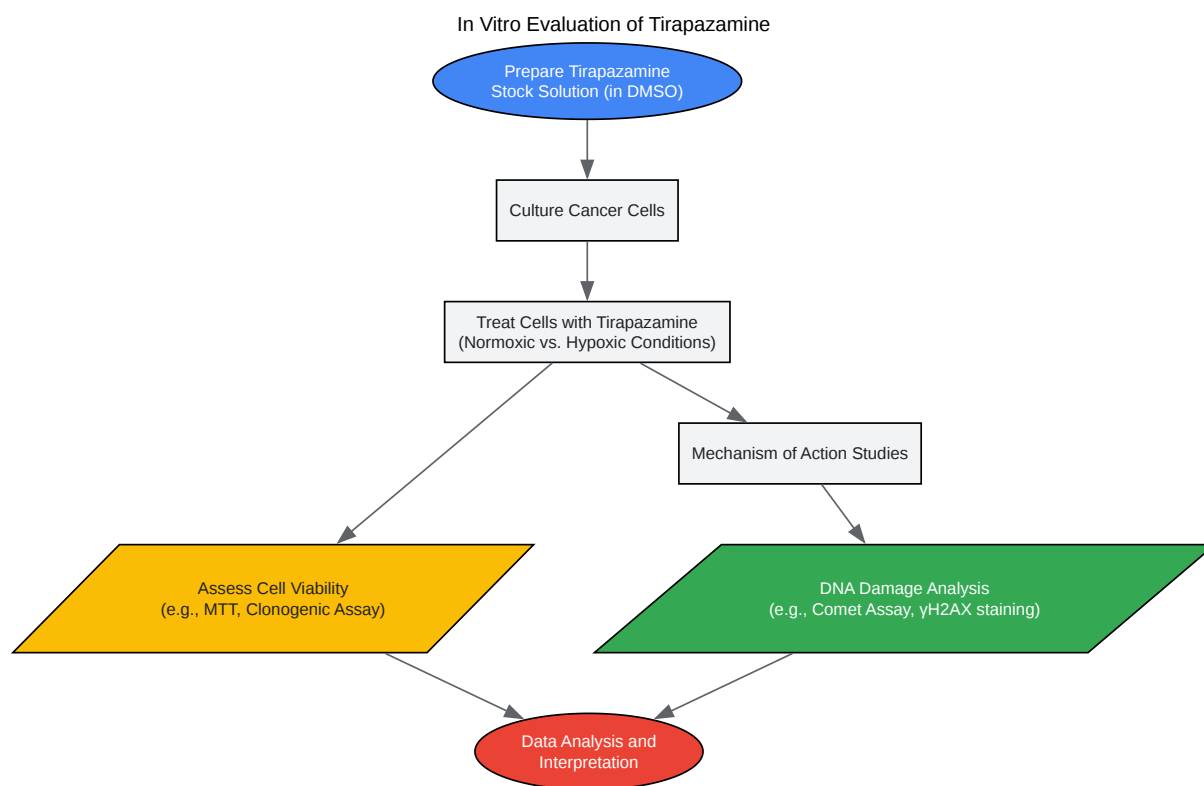 In Vitro Evaluation of Tirapazamine
Prepare Tirapazamine
Stock Solution (in DMSO)
Culture Cancer Cells
Treat Cells with Tirapazamine
(Normoxic vs. Hypoxic Conditions)
Mechanism of Action Studies
Assess Cell Viability
(e.g., MTT, Clonogenic Assay)
DNA Damage Analysis
(e.g., Comet Assay, γH2AX staining)
Data Analysis and
Interpretation